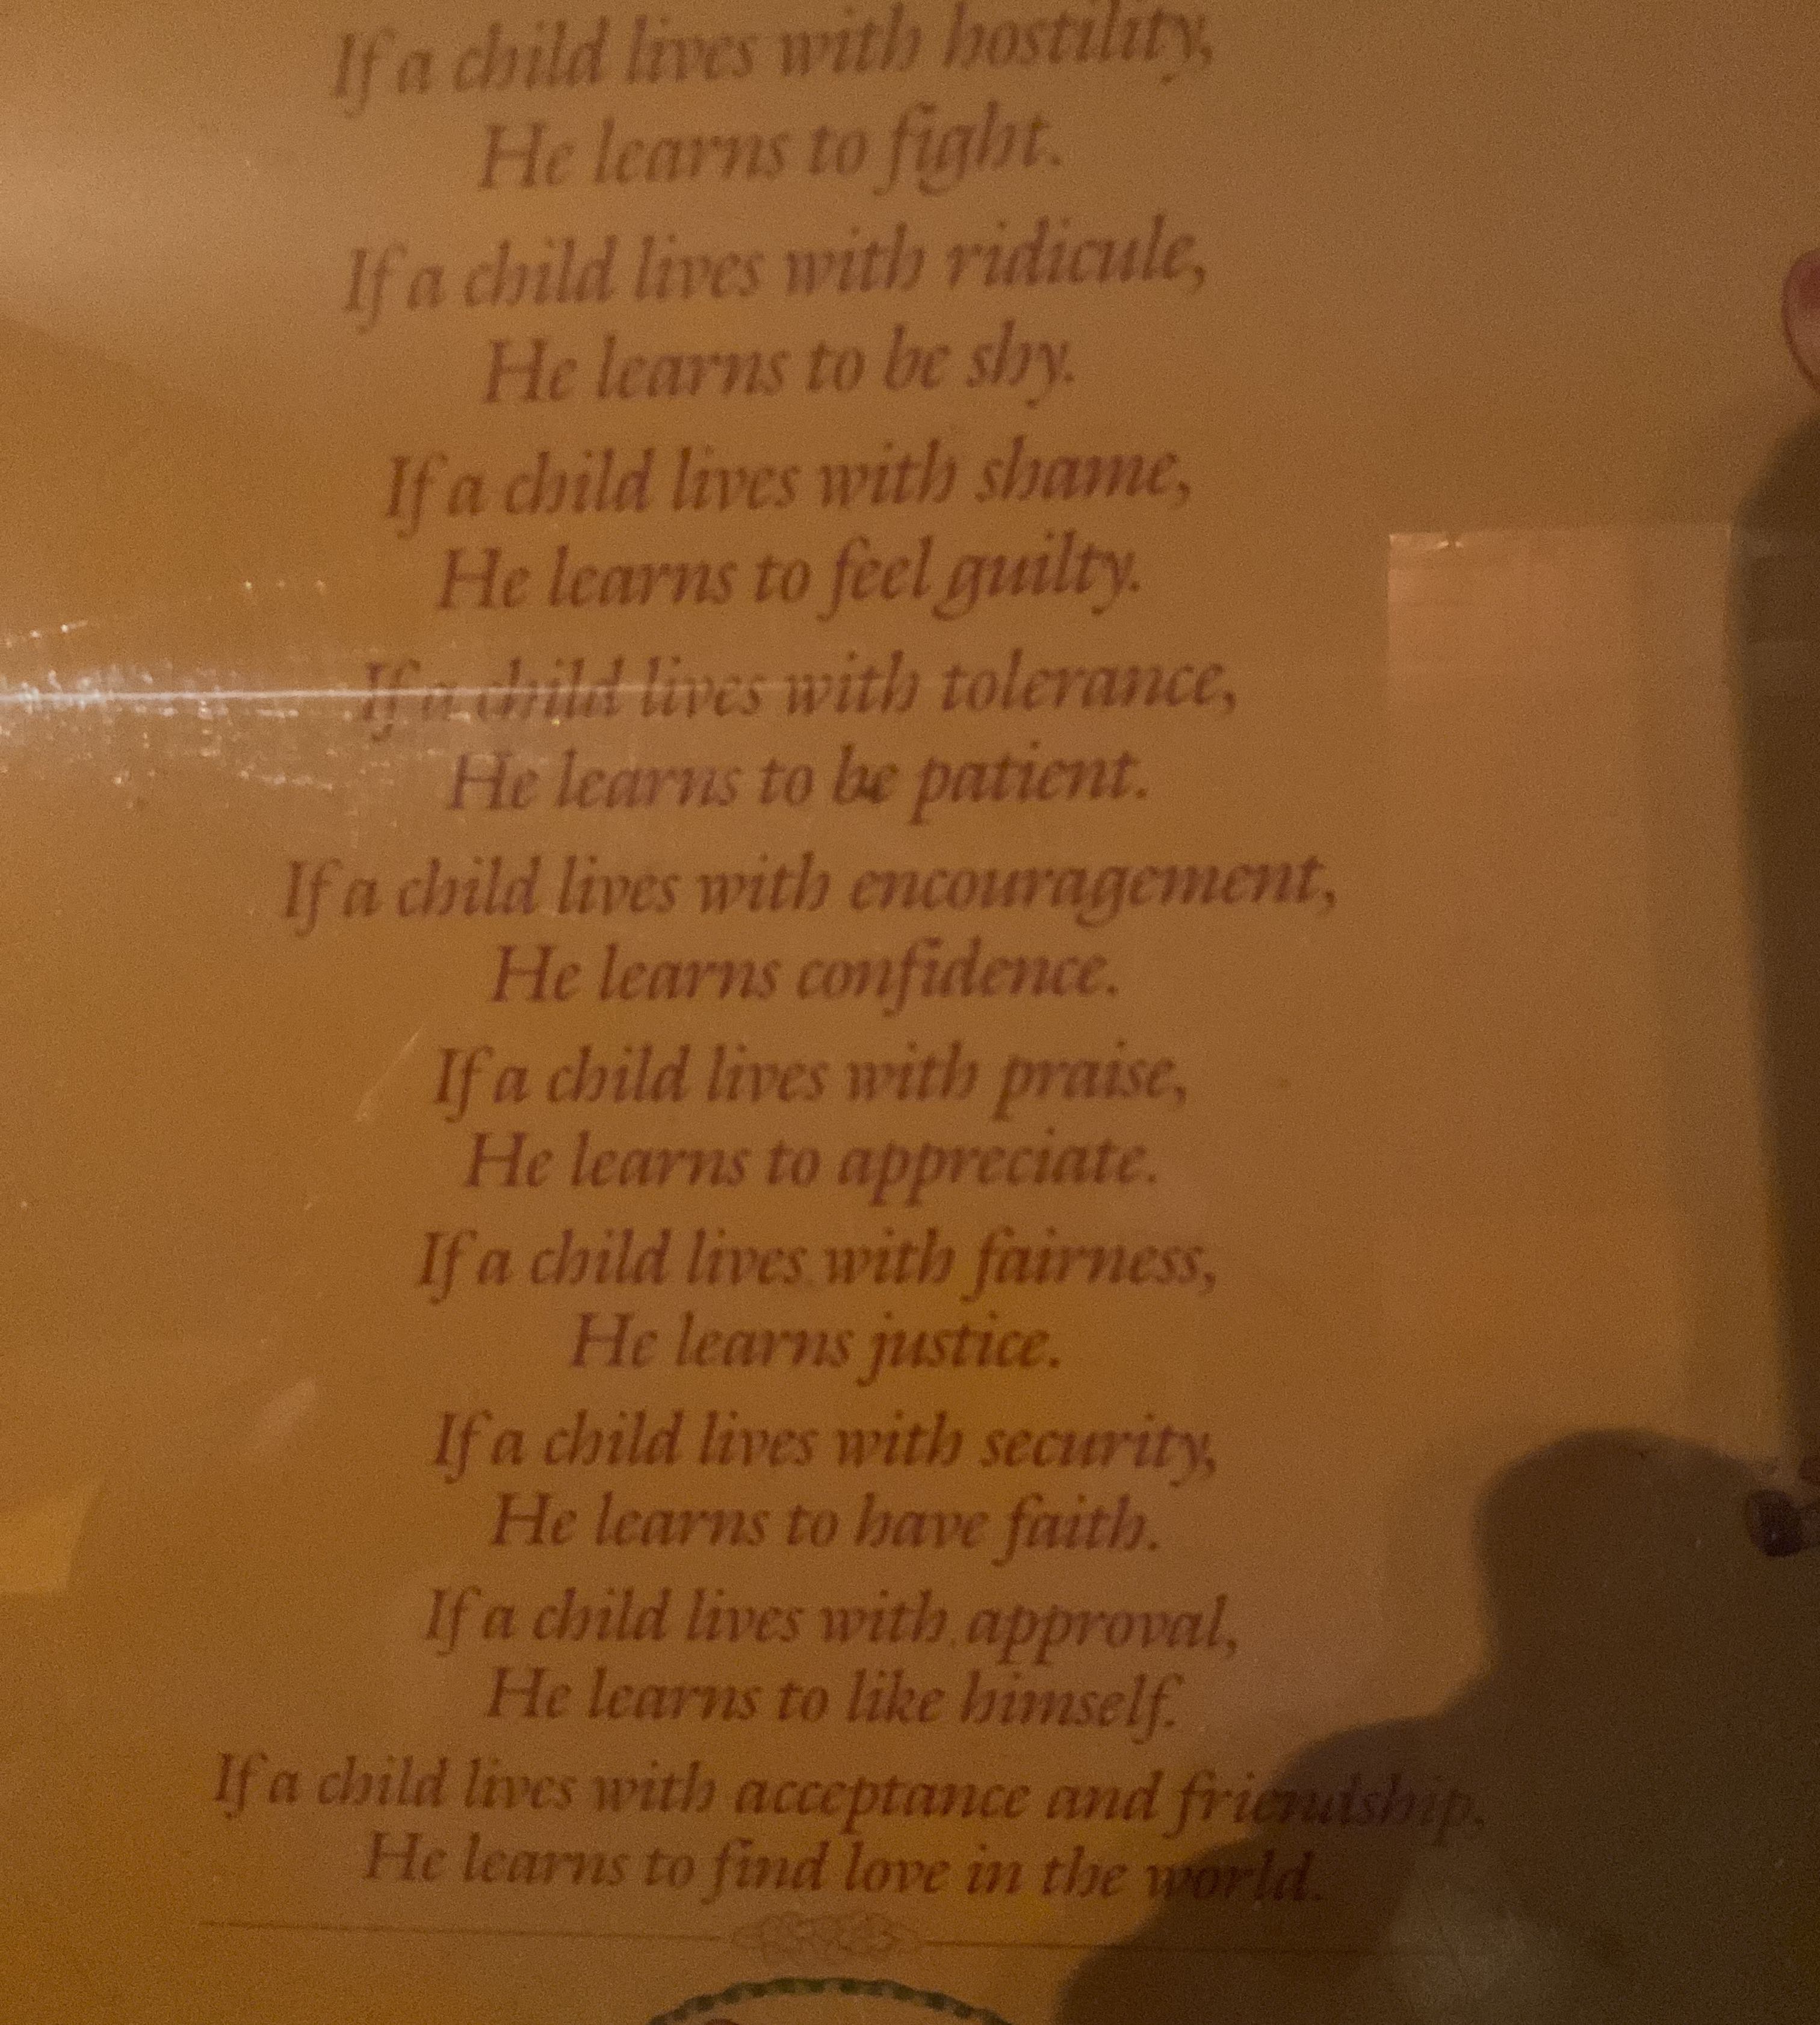 If a child lives with hostility,
He learns to fight.
If a child lives with ridicule,
He learns to be shy.
If a child lives with shame,
He learns to feel guilty.
If a child lives with tolerance,
He learns to be patient.
If a child lives with encouragement,
He learns confidence.
If a child lives with praise,
He learns to appreciate.
If a child lives with fairness,
He learns justice.
If a child lives with security,
He learns to have faith.
If a child lives with approval,
He learns to like himself.
If a child lives with acceptance and friendship,
He learns to find love in the world.